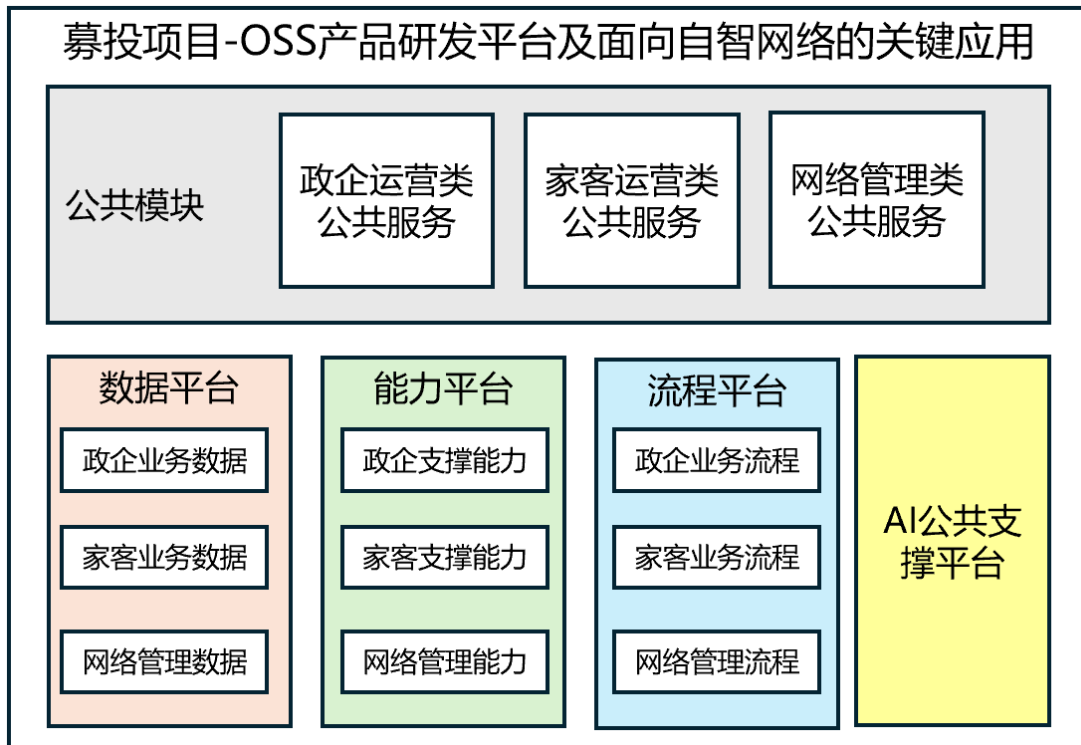 募投项目-OSS产品研发平台及面向自智网络的关键应用
公共模块
政企运营类
公共服务
家客运营类
公共服务
网络管理类
公共服务
数据平台
政企业务数据
家客业务数据
网络管理数据
能力平台
政企支撑能力
家客支撑能力
网络管理能力
流程平台
政企业务流程
家客业务流程
网络管理流程
AI公共支
撑平台